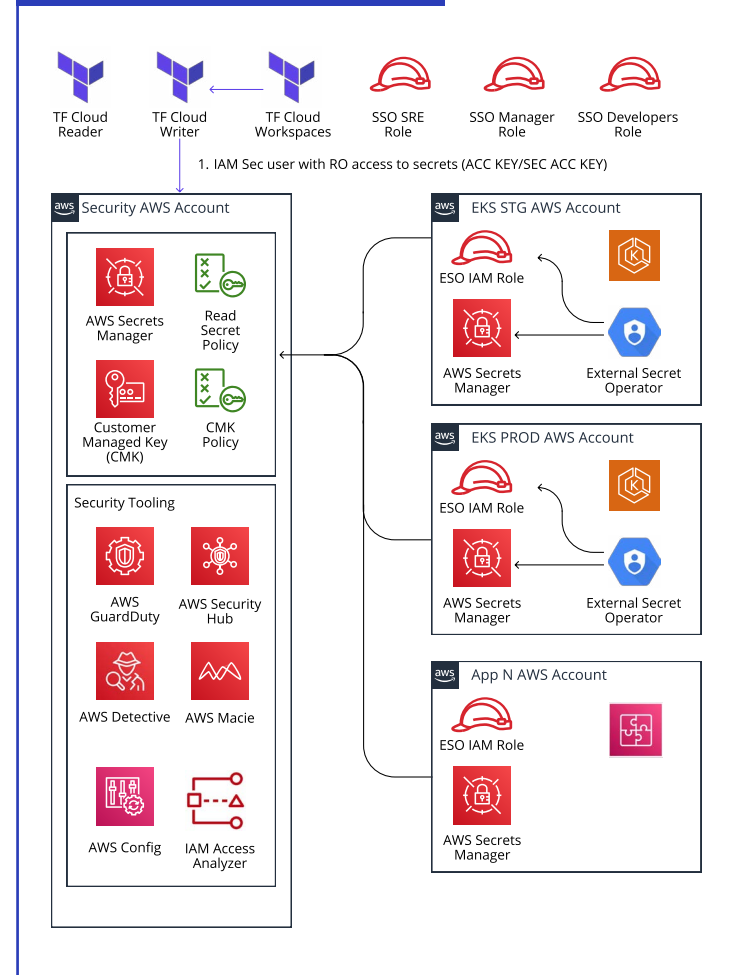 TF Cloud
Reader
TF Cloud
Writer
TF Cloud
Workspaces
SSO SRE
Role
SSO Manager
Role
SSO Developers
Role
1. IAM Sec user with RO access to secrets (ACC KEY/SEC ACC KEY)
aws
Security AWS Account
AWS Secrets
Manager
Read
Secret
Policy
Customer
Managed Key
(CMK)
CMK
Policy
Security Tooling
AWS
GuardDuty
AWS Security
Hub
AWS Detective
AWS Macie
AWS Config
IAM Access
Analyzer
aws
EKS STG AWS Account
ESO IAM Role
K
AWS Secrets
Manager
External Secret
Operator
aws
EKS PROD AWS Account
ESO IAM Role
K
AWS Secrets
Manager
External Secret
Operator
aws
App N AWS Account
ESO IAM Role
AWS Secrets
Manager